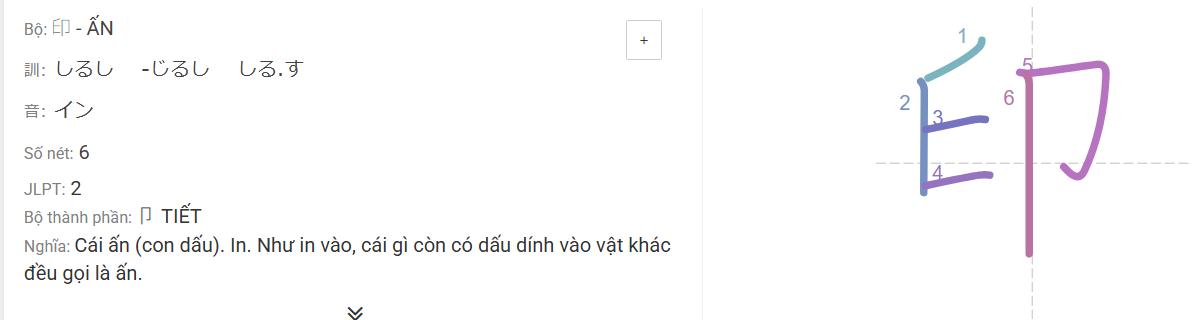 Bộ: 印 - ẤN
+
訓: しるし -じるし しる.す
音: イン
Số nét: 6
JLPT: 2
Bộ thành phần: 卩 TIẾT
Nghĩa: Cái ấn (con dấu). In. Như in vào, cái gì còn có dấu dính vào vật khác
đều gọi là ấn.
1
2
3
4
5
6
印